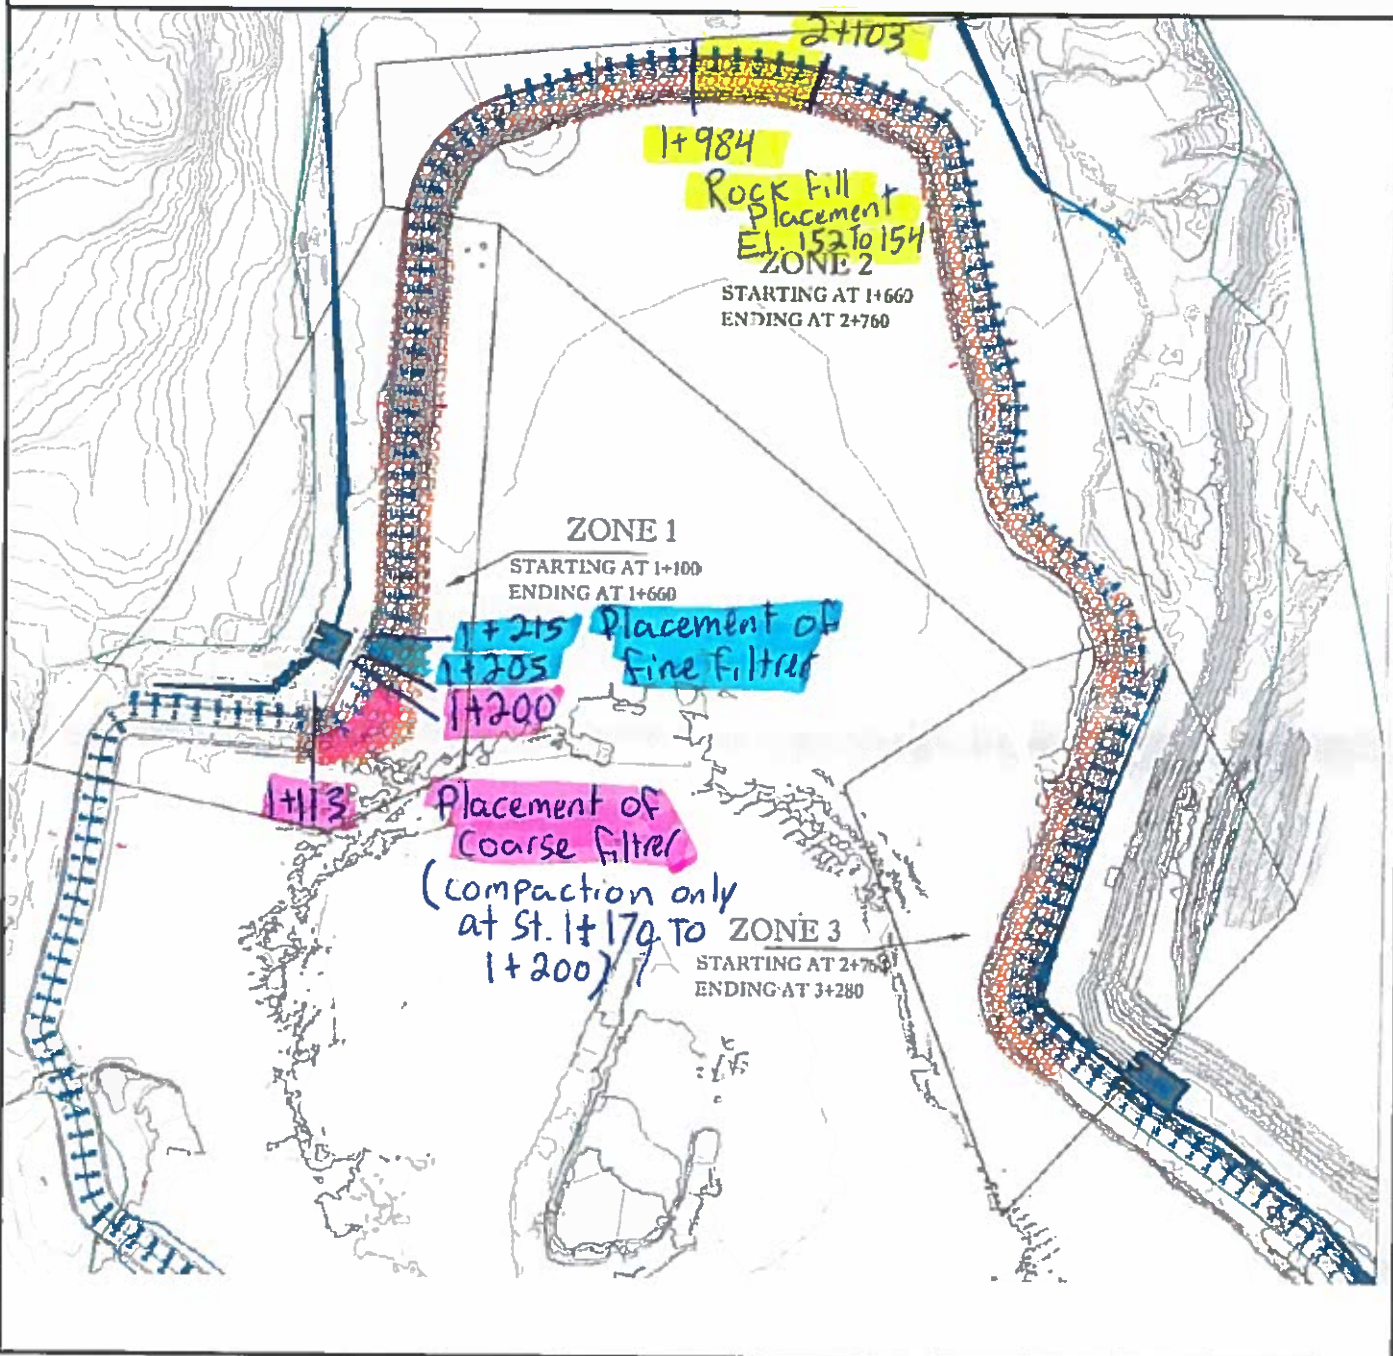 2+103
1+984
Rock fill
Placement
El. 152 To 154
ZONE 2
STARTING AT 1+660
ENDING AT 2+760
ZONE 1
STARTING AT 1+100
ENDING AT 1+660
1+215 Placement of
1+205 fine filtrer
1+200
1+113
Placement of
Coarse filtrer
(compaction only
at St. 1+170 To
1+200)
ZONE 3
STARTING AT 2+760
ENDING AT 3+280